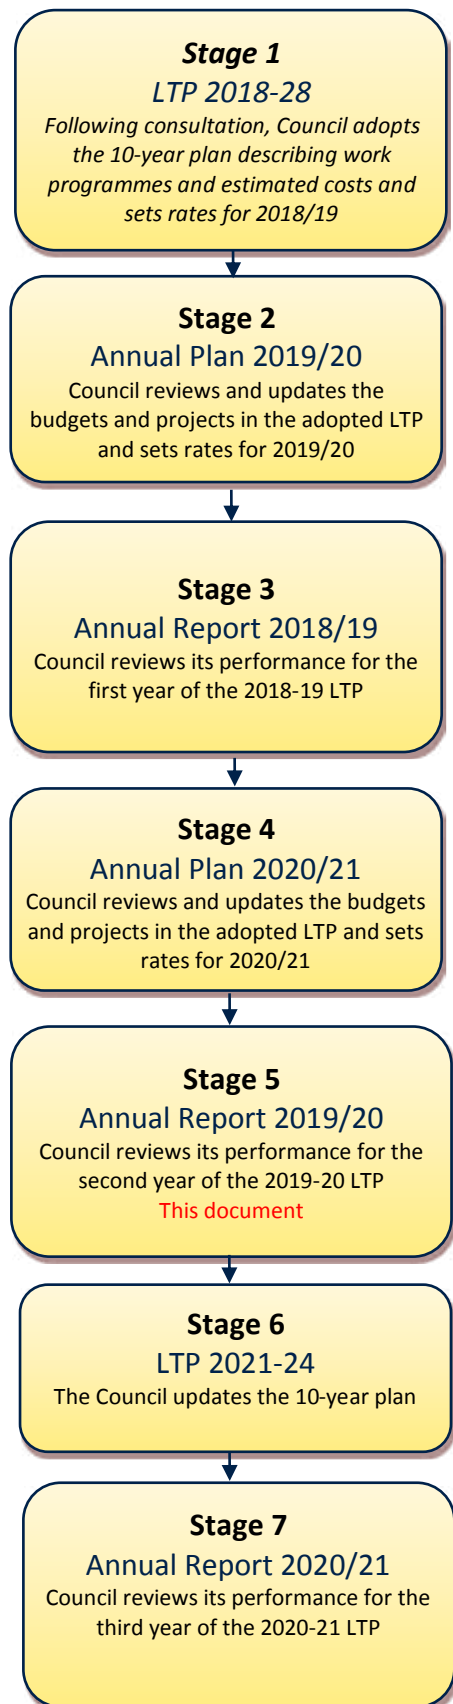 Stage 1
LTP 2018-28
Following consultation, Council adopts
the 10-year plan describing work
programmes and estimated costs and
sets rates for 2018/19
Stage 2
Annual Plan 2019/20
Council reviews and updates the
budgets and projects in the adopted LTP
and sets rates for 2019/20
Stage 3
Annual Report 2018/19
Council reviews its performance for the
first year of the 2018-19 LTP
Stage 4
Annual Plan 2020/21
Council reviews and updates the budgets
and projects in the adopted LTP and sets
rates for 2020/21
Stage 5
Annual Report 2019/20
Council reviews its performance for the
second year of the 2019-20 LTP
This document
Stage 6
LTP 2021-24
The Council updates the 10-year plan
Stage 7
Annual Report 2020/21
Council reviews its performance for the
third year of the 2020-21 LTP